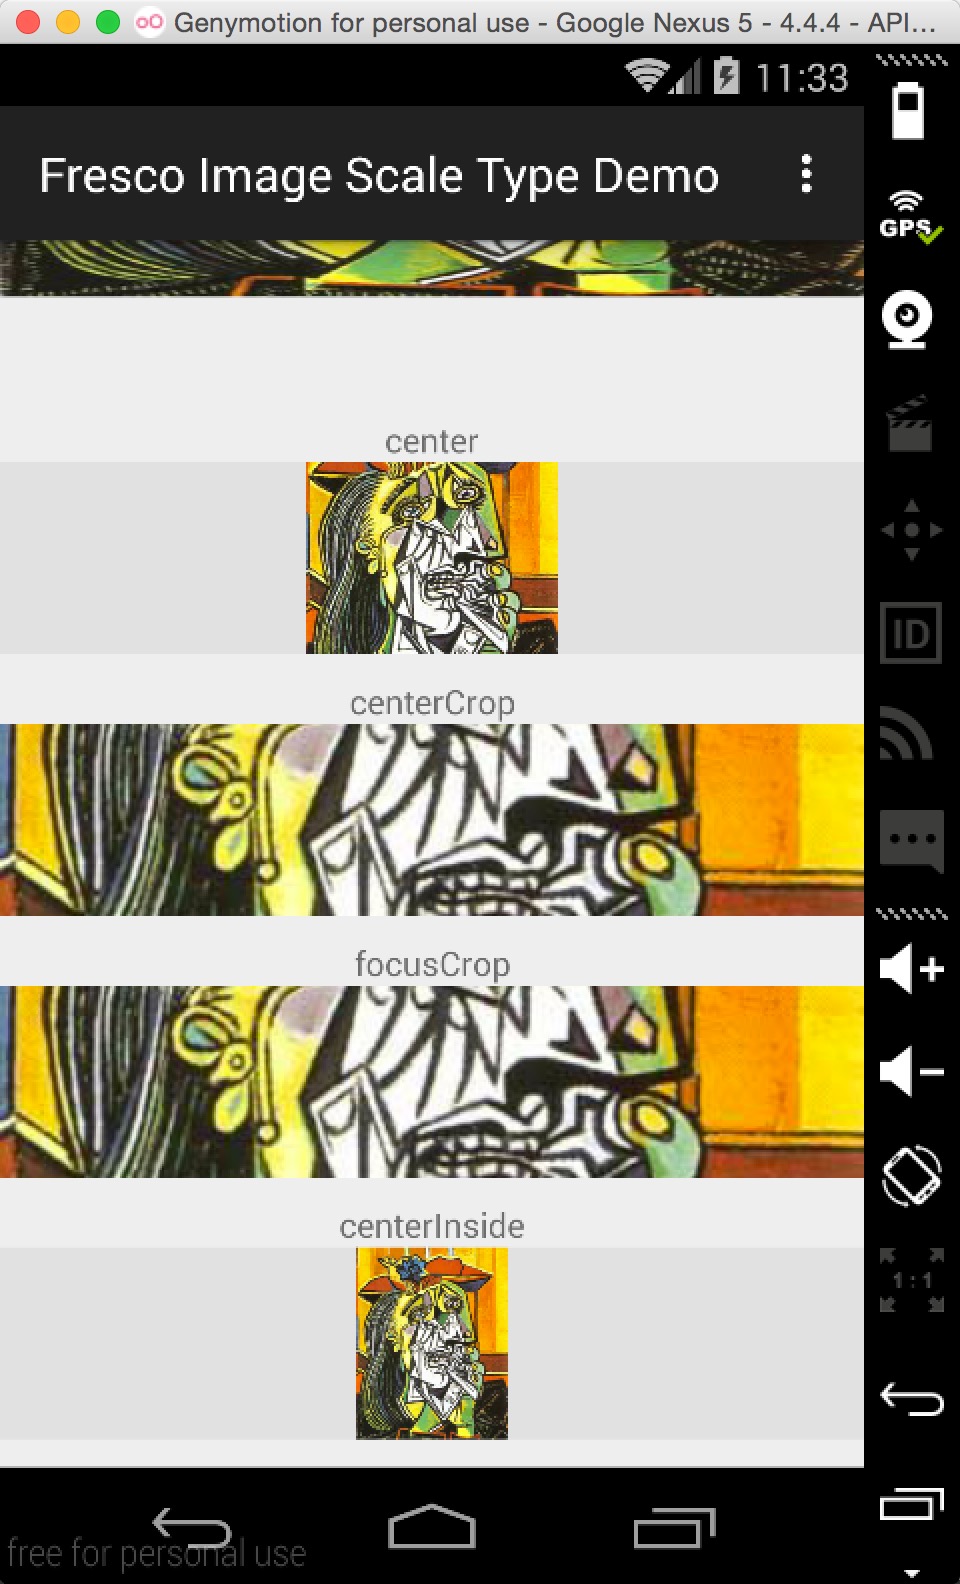 Genymotion for personal use - Google Nexus 5 - 4.4.4 - API...
11:33
Fresco Image Scale Type Demo
GPS
center
centerCrop
ID
focusCrop
centerInside
1:1
free for personal use